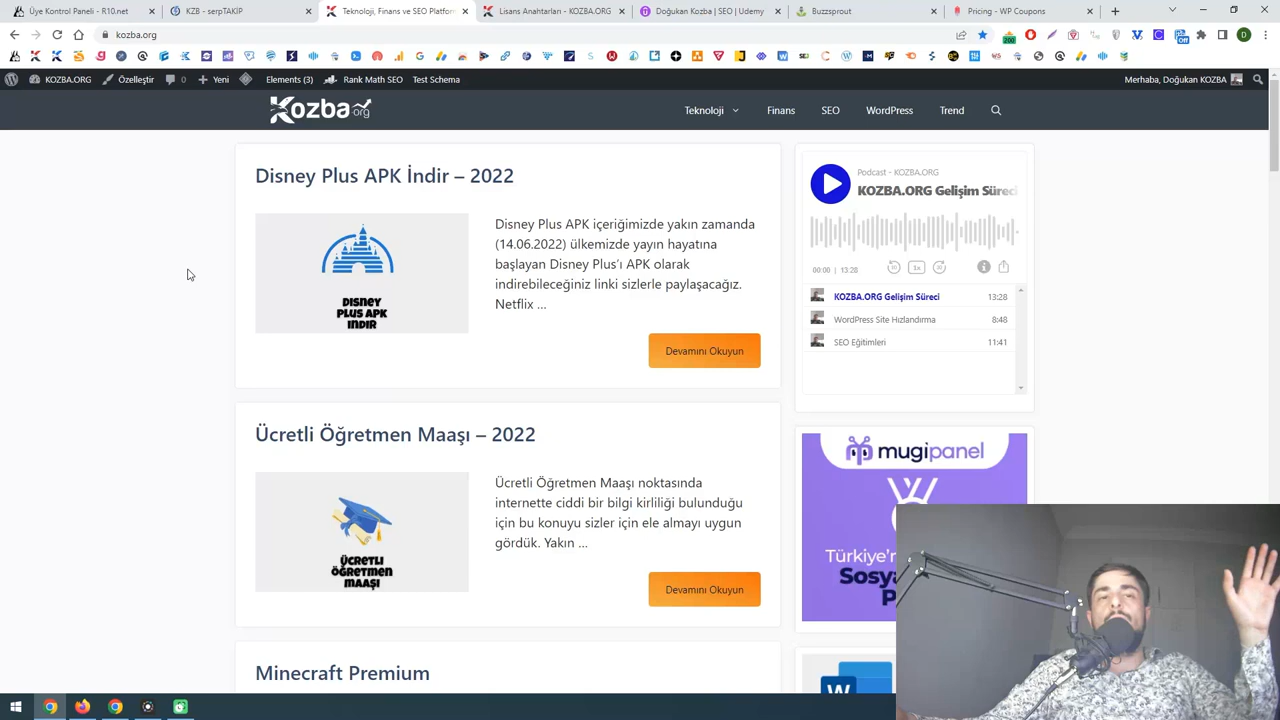 Üye Kontrol Paneli - R10.net
KZB - serpTAKİP
Teknoloji, Finans ve SEO Platform
Lisans Anahtarları - KOZBA.ORG
Doğukan Kozba | SEO | Udemy
Buzzsprout
Pricing - WP Coupons
kozba.org
KOZBA.ORG
Özelleştir
0
Yeni
Elements (3)
Rank Math SEO
Test Schema
Merhaba, Doğukan KOZBA
Kozba.org
Teknoloji
Finans
SEO
WordPress
Trend
Disney Plus APK İndir – 2022
DISNEY
PLUS APK
INDIR
Disney Plus APK içeriğimizde yakın zamanda
(14.06.2022) ülkemizde yayın hayatına
başlayan Disney Plus’ı APK olarak
indirebileceğiniz linki sizlerle paylaşacağız.
Netflix ...
Devamını Okuyun
Podcast - KOZBA.ORG
KOZBA.ORG Gelişim Süreci
00:00 | 13:28
1x
KOZBA.ORG Gelişim Süreci 13:28
WordPress Site Hızlandırma 8:48
SEO Eğitimleri 11:41
Ücretli Öğretmen Maaşı – 2022
ÜCRETLİ
ÖĞRETMEN
MAAŞI
Ücretli Öğretmen Maaşı noktasında
internette ciddi bir bilgi kirliliği bulunduğu
için bu konuyu sizler için ele almayı uygun
gördük. Yakın ...
Devamını Okuyun
mugipanel
Minecraft Premium
W